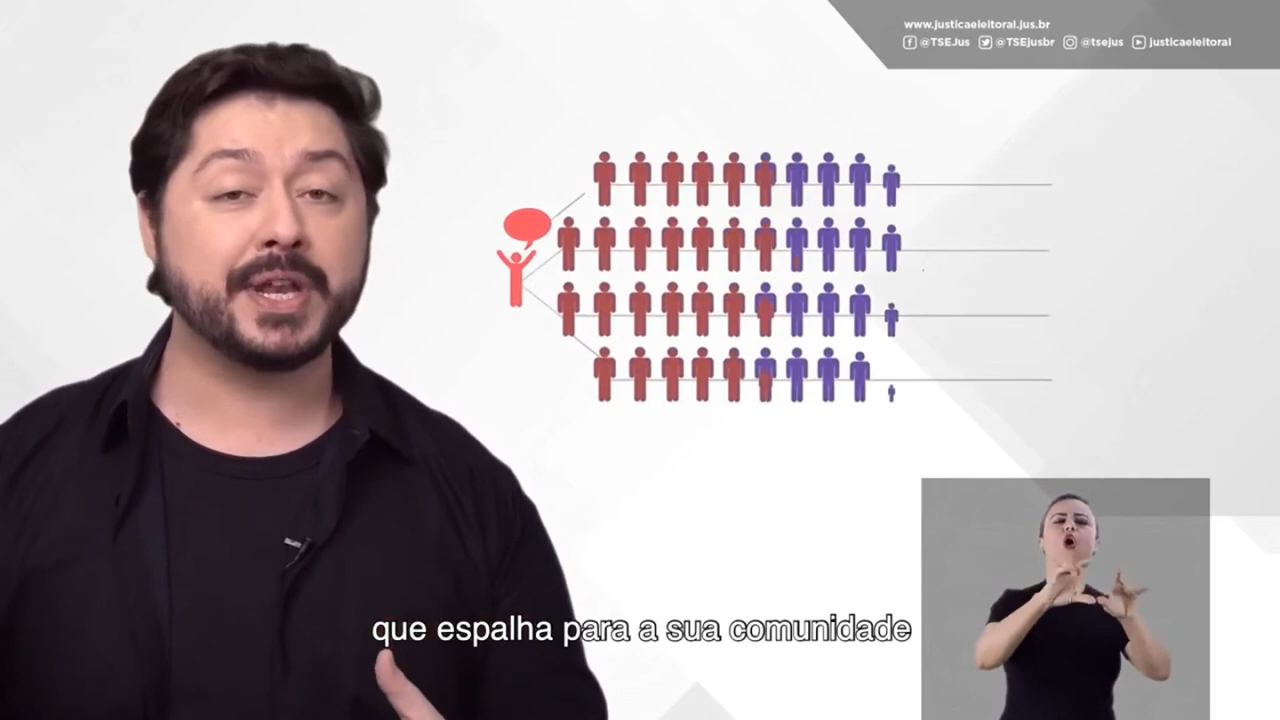 www.justicaeleitoral.jus.br
@TSEJus @TSEjusbr @tsejus justicaeleitoral
que espalha para a sua comunidade